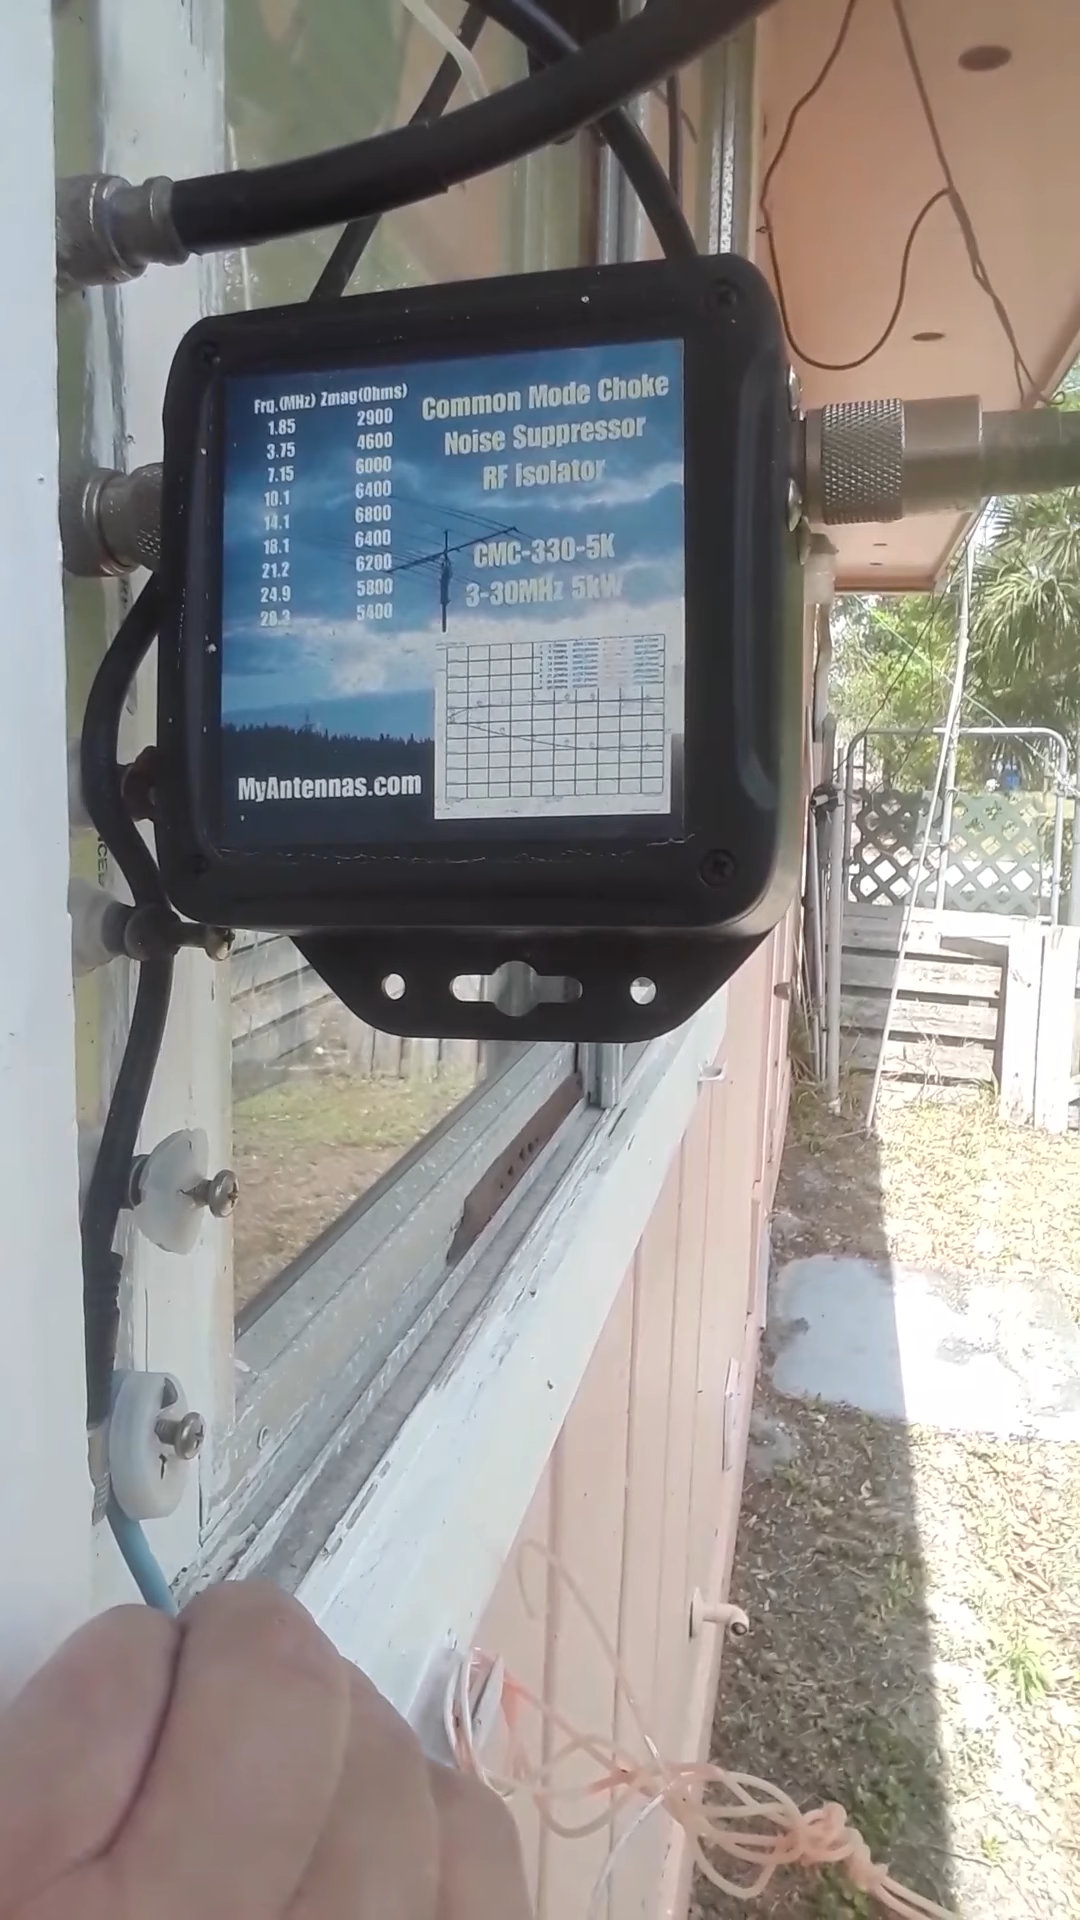 Frq.(MHz) Zmag(Ohms)
1.85 2900
3.75 4600
7.15 6000
10.1 6400
14.1 6800
18.1 6400
21.2 6200
24.9 5800
28.3 5400
Common Mode Choke
Noise Suppressor
RF isolator
CMC-330-5K
3-30MHz 5kW
MyAntennas.com